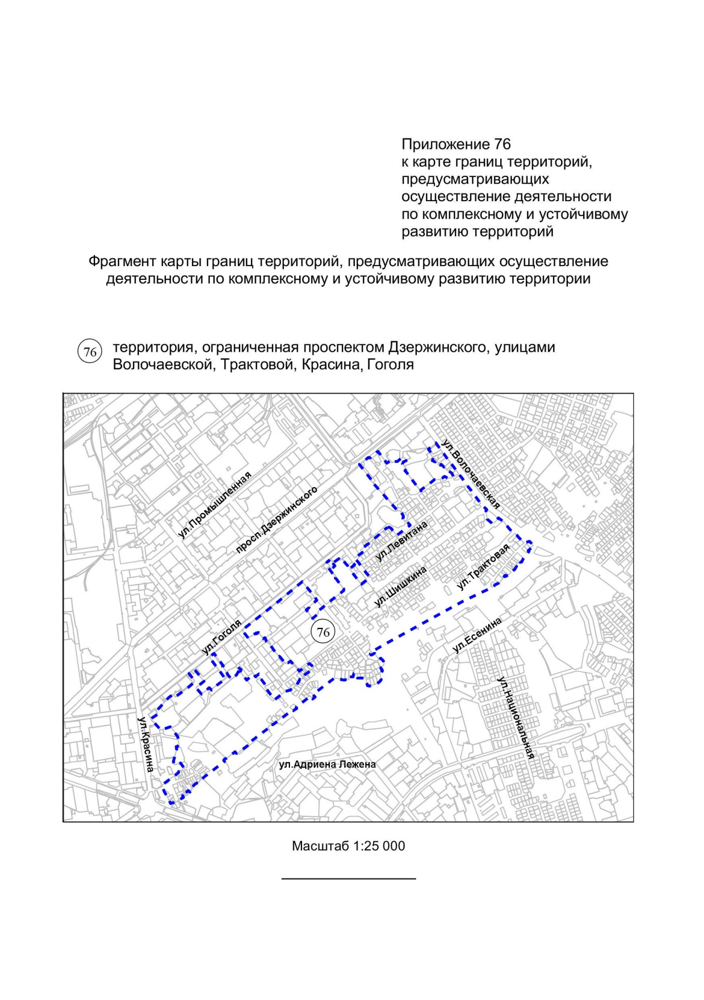 Приложение 76
к карте границ территорий,
предусматривающих
осуществление деятельности
по комплексному и устойчивому
развитию территорий
Фрагмент карты границ территорий, предусматривающих осуществление
деятельности по комплексному и устойчивому развитию территории
76 территория, ограниченная проспектом Дзержинского, улицами
Волочаевской, Трактовой, Красина, Гоголя
ул.Волочаевская
ул.Промышленная
просп.Дзержинского
ул.Левитана
ул.Трактовая
ул.Шишкина
ул.Гоголя
76
ул.Есенина
ул.Национальная
ул.Красина
ул.Адриена Лежена
Масштаб 1:25 000